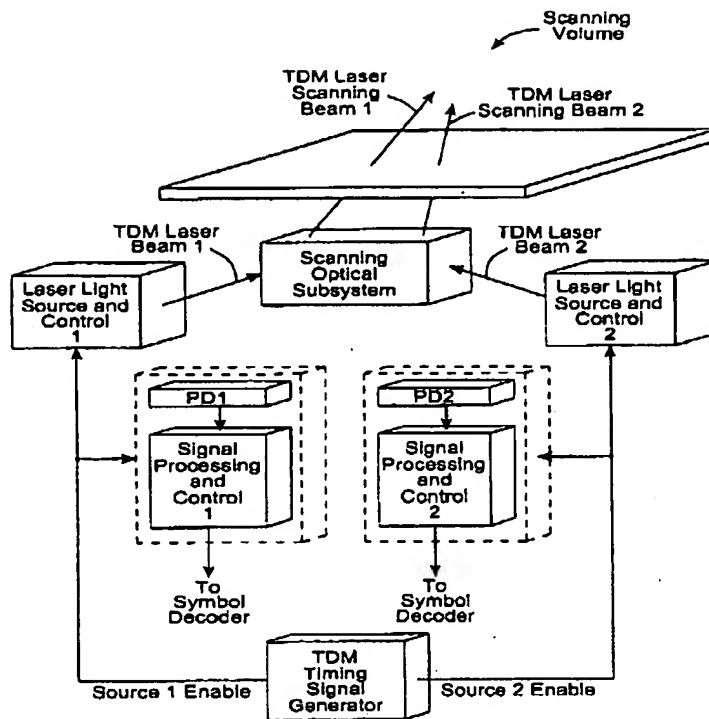 Scanning
Volume
TDM Laser
Scanning
Beam 1
TDM Laser
Scanning Beam 2
TDM Laser
Beam 1
TDM Laser
Beam 2
Scanning
Optical
Subsystem
Laser Light
Source and
Control
1
Laser Light
Source and
Control
2
PD1
PD2
Signal
Processing
and
Control
1
Signal
Processing
and
Control
2
To
Symbol
Decoder
To
Symbol
Decoder
TDM
Timing
Signal
Generator
Source 1 Enable
Source 2 Enable